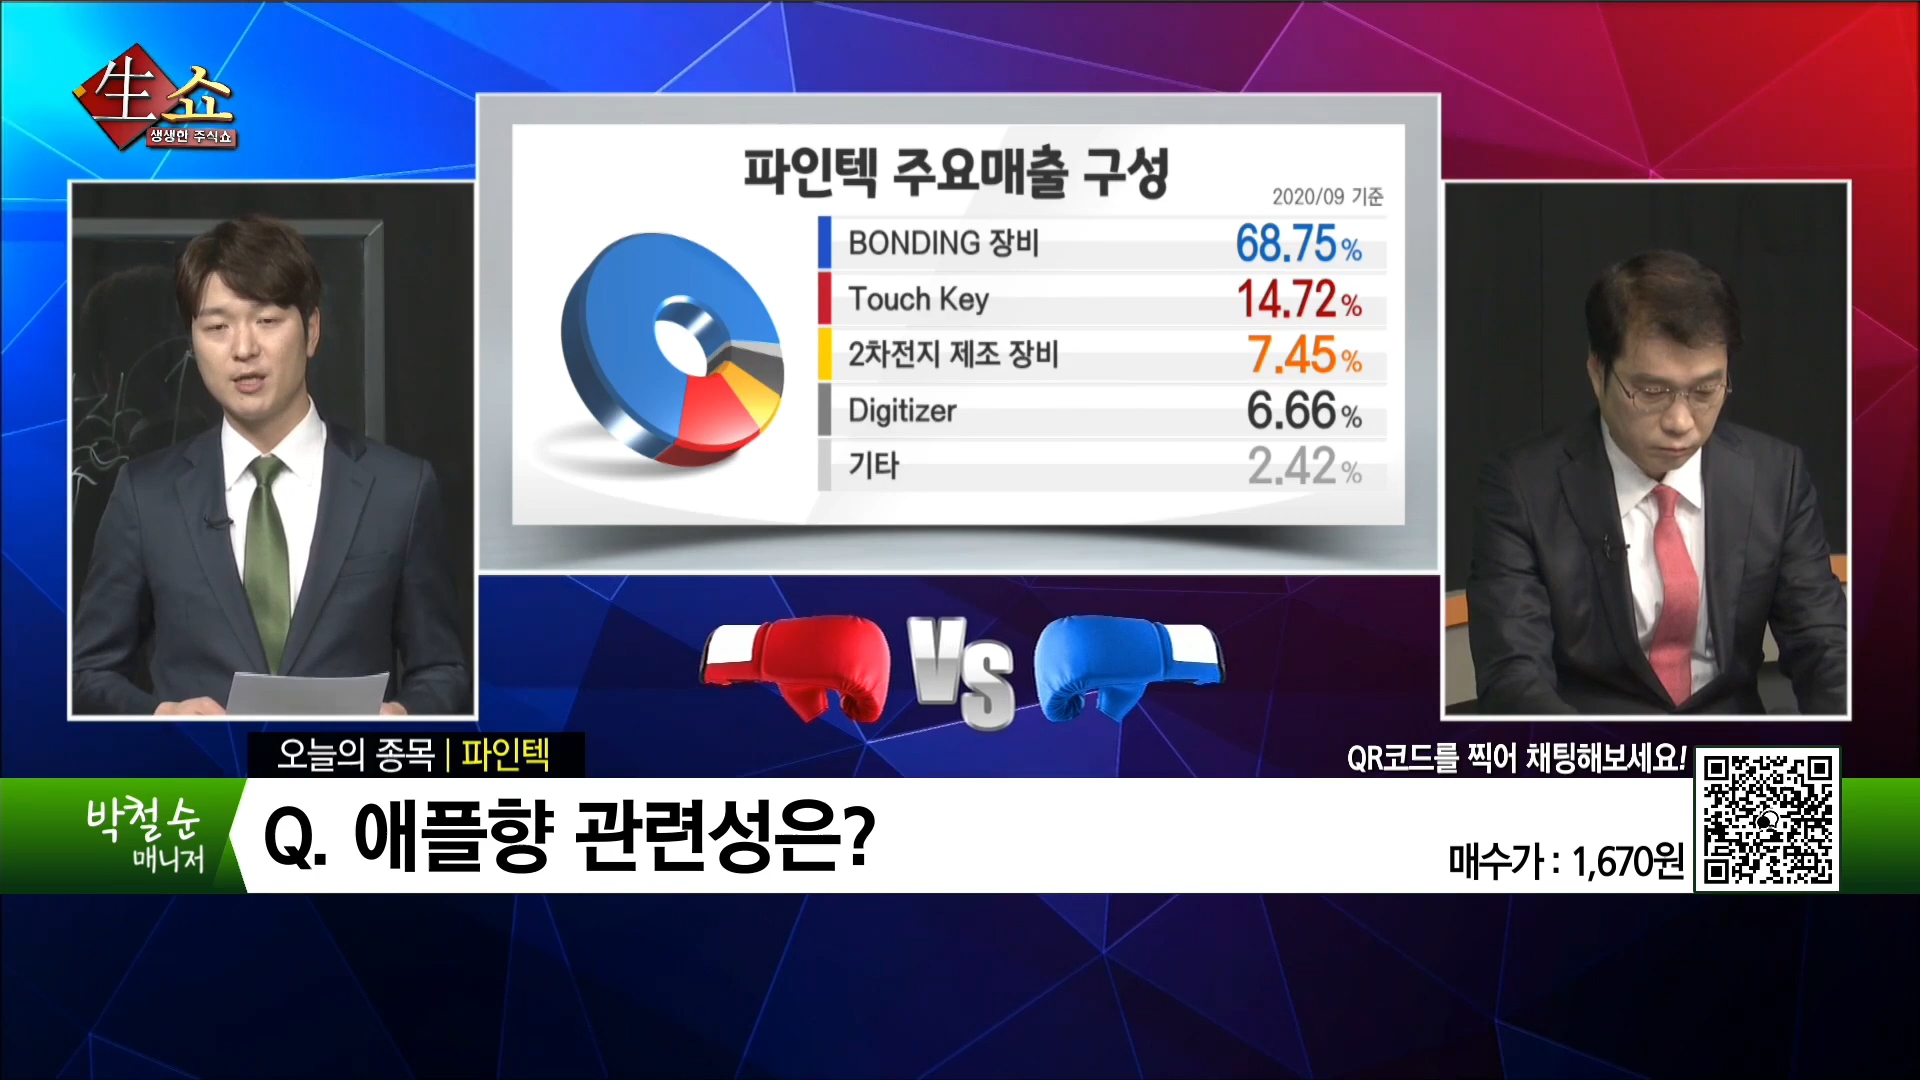 生쇼
생생한 주식쇼
파인텍 주요매출 구성
2020/09 기준
BONDING 장비 68.75%
Touch Key 14.72%
2차전지 제조 장비 7.45%
Digitizer 6.66%
기타 2.42%
Vs
오늘의 종목 | 파인텍
QR코드를 찍어 채팅해보세요!
박철순
매니저
Q. 애플향 관련성은?
매수가 : 1,670원